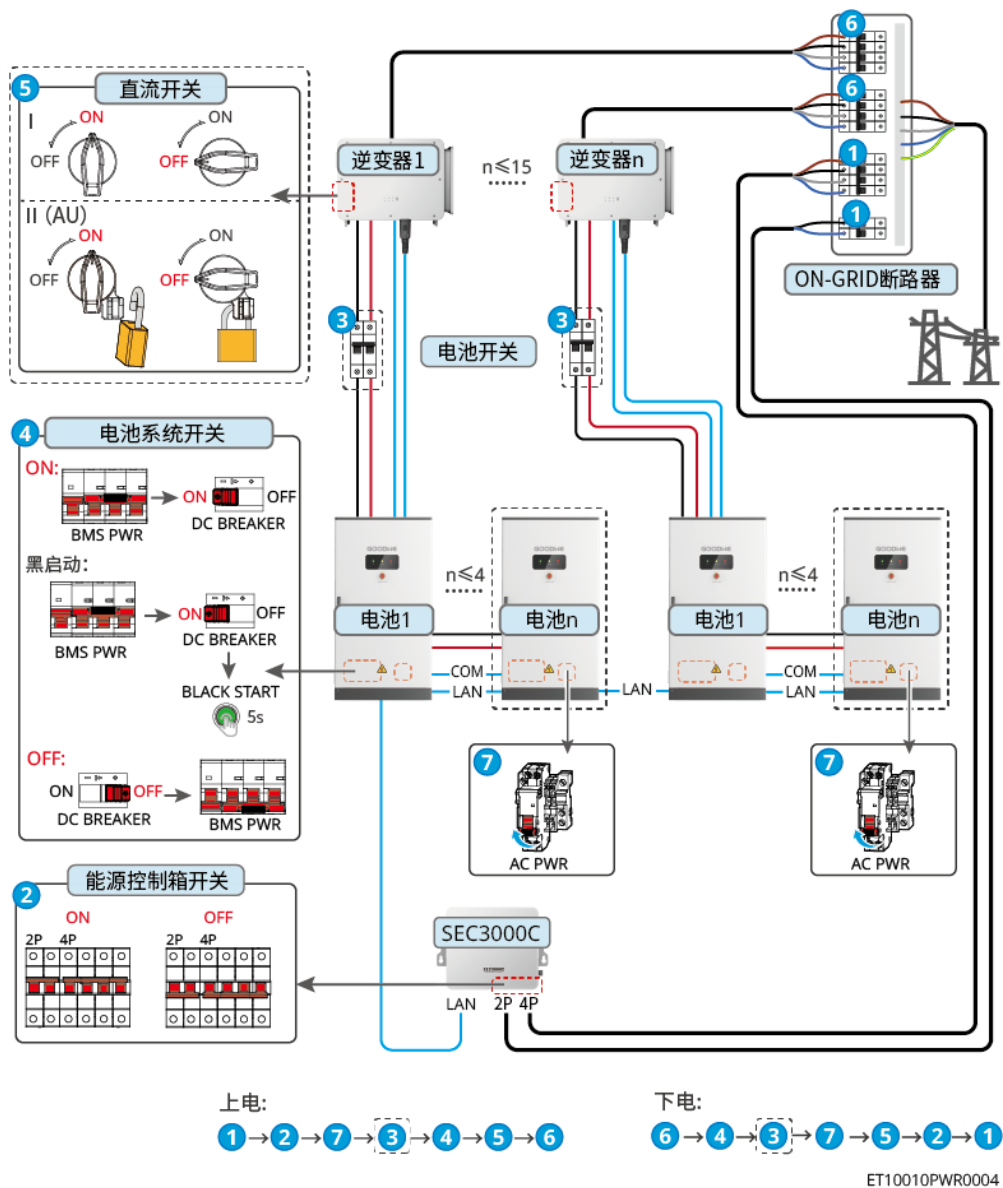 6
5
直流开关
I
ON
OFF
ON
OFF
II (AU)
ON
OFF
ON
OFF
逆变器1
n≤15
逆变器n
6
1
1
ON-GRID断路器
3
3
电池开关
4
电池系统开关
ON:
BMS PWR
ON
OFF
DC BREAKER
黑启动:
BMS PWR
ON
OFF
DC BREAKER
BLACK START
5s
OFF:
ON
OFF
DC BREAKER
BMS PWR
GOODWE
GOODWE
GOODWE
GOODWE
n≤4
n≤4
电池1
电池n
电池1
电池n
COM
LAN
LAN
COM
LAN
7
AC PWR
7
AC PWR
2
能源控制箱开关
ON
OFF
2P 4P
2P 4P
SEC3000C
LAN
2P 4P
上电:
1→2→7→3→4→5→6
下电:
6→4→3→7→5→2→1
ET10010PWR0004